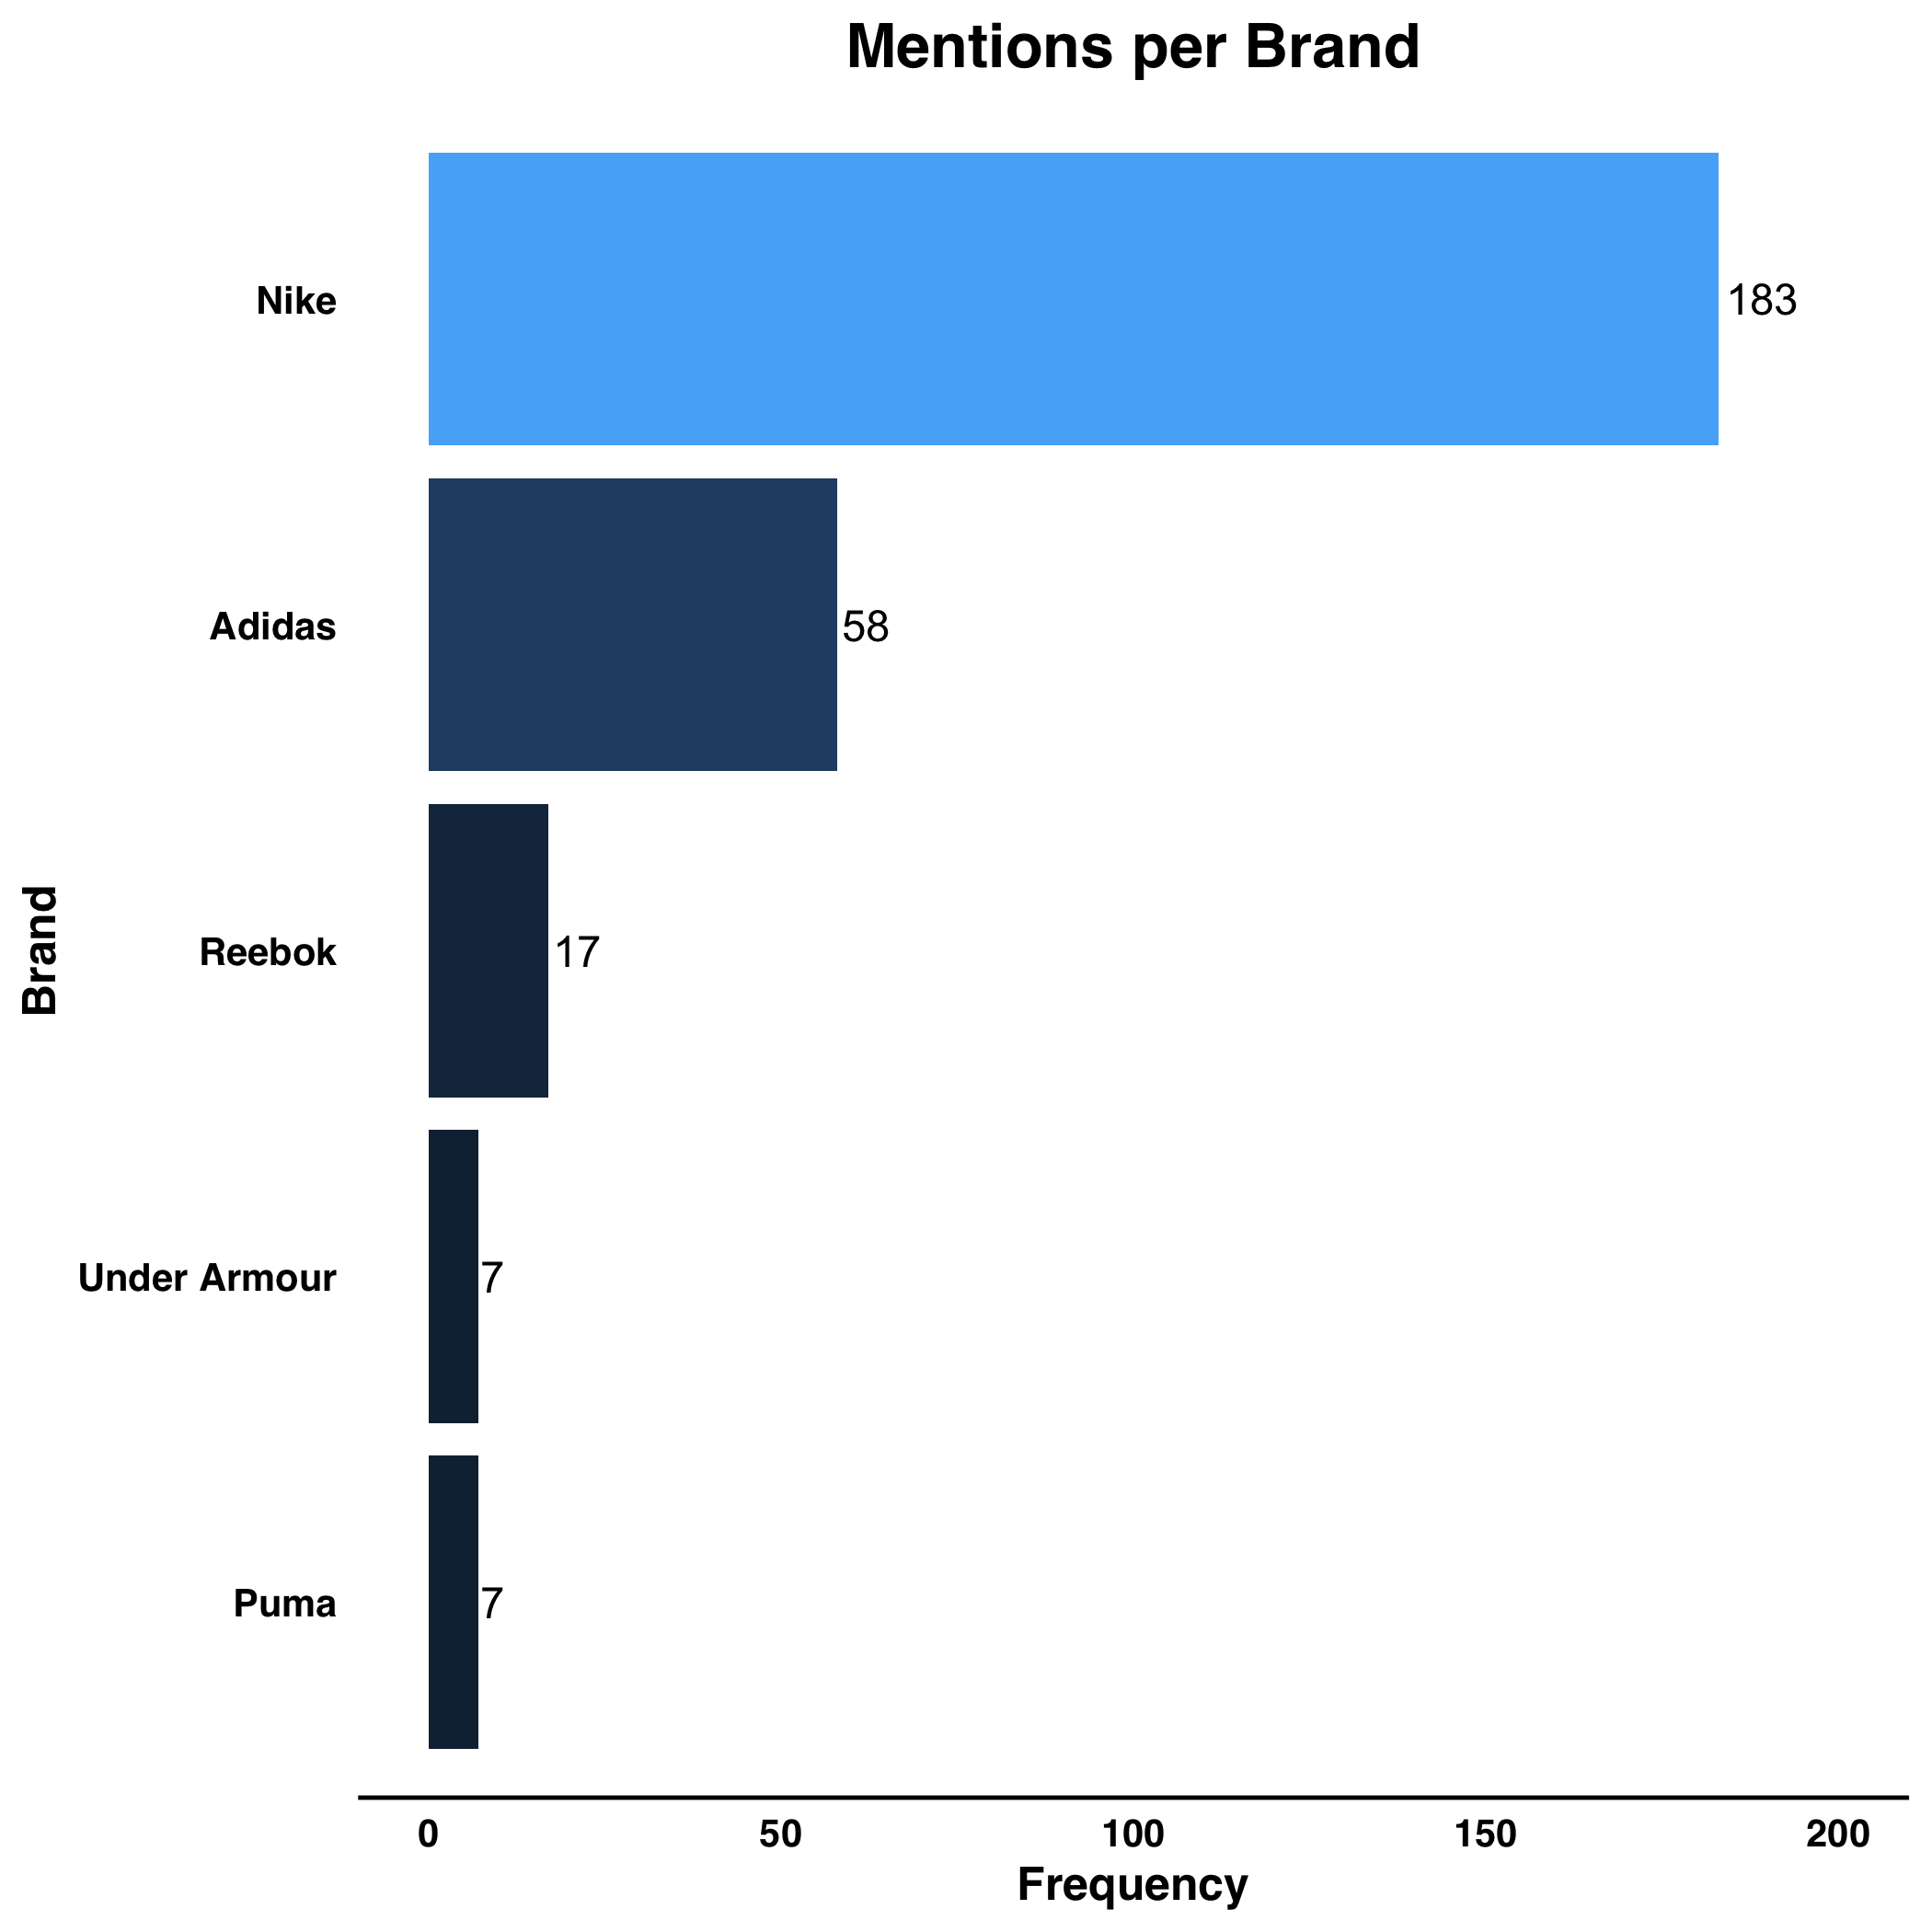 Mentions per Brand
Nike
183
Adidas
58
Reebok
17
Under Armour
7
Puma
7
Brand
0 50 100 150 200
Frequency